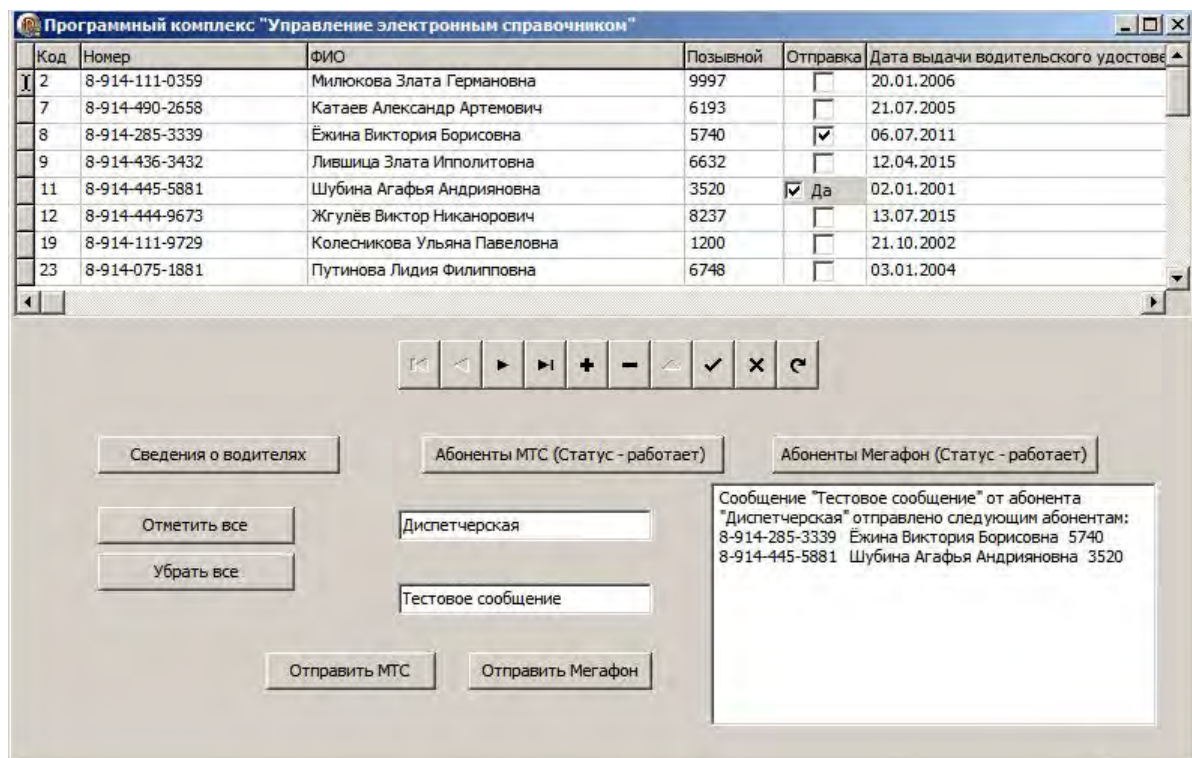 Программный комплекс "Управление электронным справочником"
Код Номер ФИО Позывной Отправка Дата выдачи водительского удостове
2 8-914-111-0359 Милюкова Злата Германовна 9997 20.01.2006
7 8-914-490-2658 Катаев Александр Артемович 6193 21.07.2005
8 8-914-285-3339 Ёжина Виктория Борисовна 5740 06.07.2011
9 8-914-436-3432 Лившица Злата Ипполитовна 6632 12.04.2015
11 8-914-445-5881 Шубина Агафья Андрияновна 3520 Да 02.01.2001
12 8-914-444-9673 Жгулёв Виктор Никанорович 8237 13.07.2015
19 8-914-111-9729 Колесникова Ульяна Павеловна 1200 21.10.2002
23 8-914-075-1881 Путинова Лидия Филипповна 6748 03.01.2004
Сведения о водителях Абоненты МТС (Статус - работает) Абоненты Мегафон (Статус - работает)
Отметить все
Убрать все
Диспетчерская
Тестовое сообщение
Отправить МТС Отправить Мегафон
Сообщение "Тестовое сообщение" от абонента
"Диспетчерская" отправлено следующим абонентам:
8-914-285-3339 Ёжина Виктория Борисовна 5740
8-914-445-5881 Шубина Агафья Андрияновна 3520